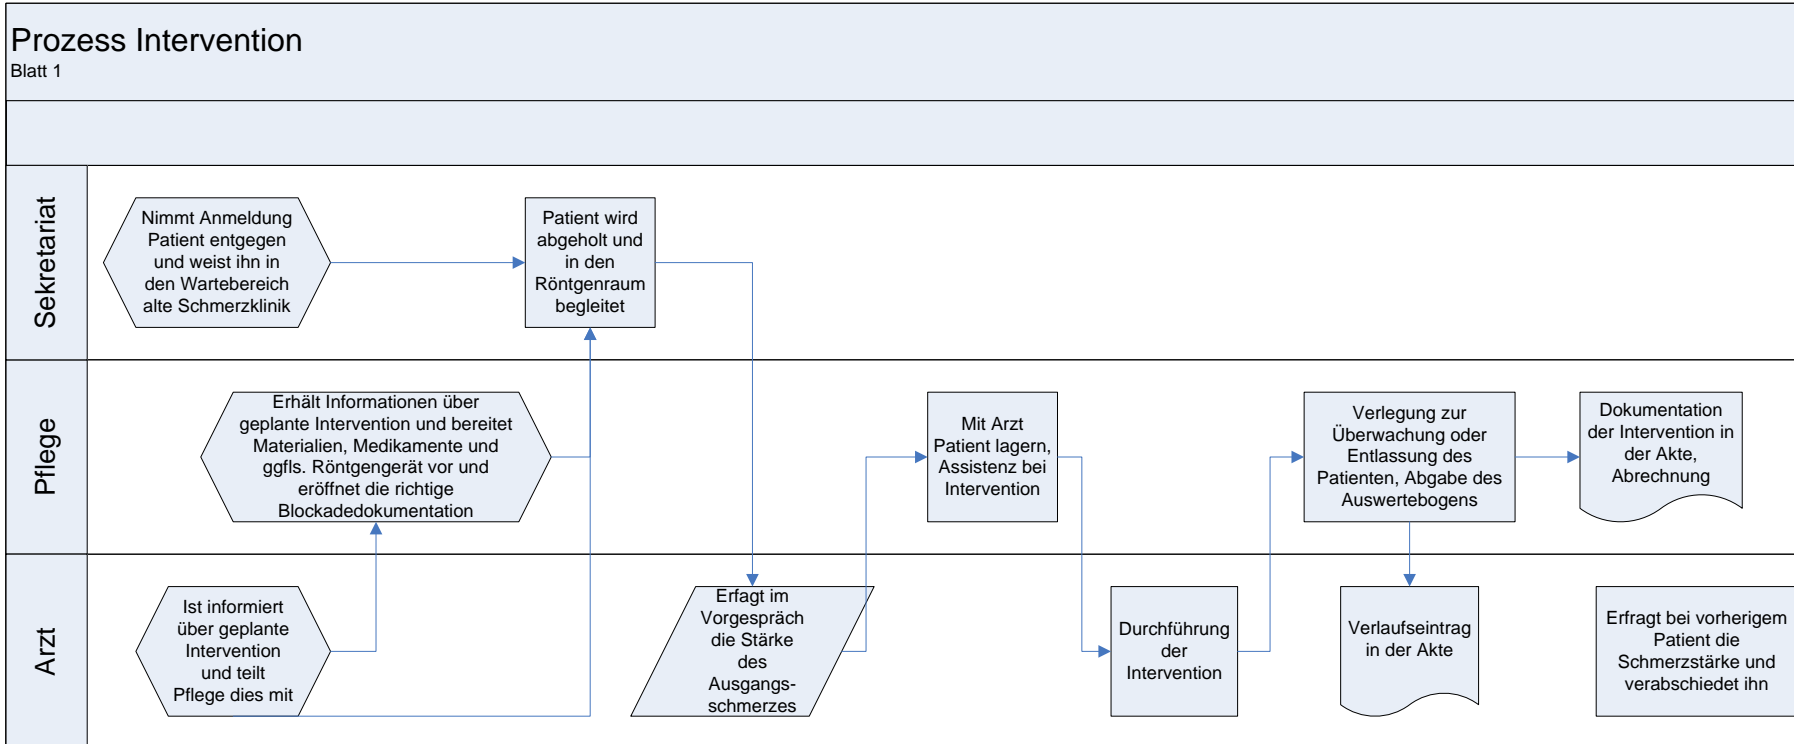 Prozess Intervention
Blatt 1
Sekretariat
Nimmt Anmeldung
Patient entgegen
und weist ihn in
den Wartebereich
alte Schmerzklinik
Patient wird
abgeholt und
in den
Röntgenraum
begleitet
Pflege
Erhält Informationen über
geplante Intervention und bereitet
Materialien, Medikamente und
ggfls. Röntgengerät vor und
eröffnet die richtige
Blockadedokumentation
Mit Arzt
Patient lagern,
Assistenz bei
Intervention
Verlegung zur
Überwachung oder
Entlassung des
Patienten, Abgabe des
Auswertebogens
Dokumentation
der Intervention in
der Akte,
Abrechnung
Arzt
Ist informiert
über geplante
Intervention
und teilt
Pflege dies mit
Erfagt im
Vorgespräch
die Stärke
des
Ausgangs-
schmerzes
Durchführung
der
Intervention
Verlaufseintrag
in der Akte
Erfragt bei vorherigem
Patient die
Schmerzstärke und
verabschiedet ihn